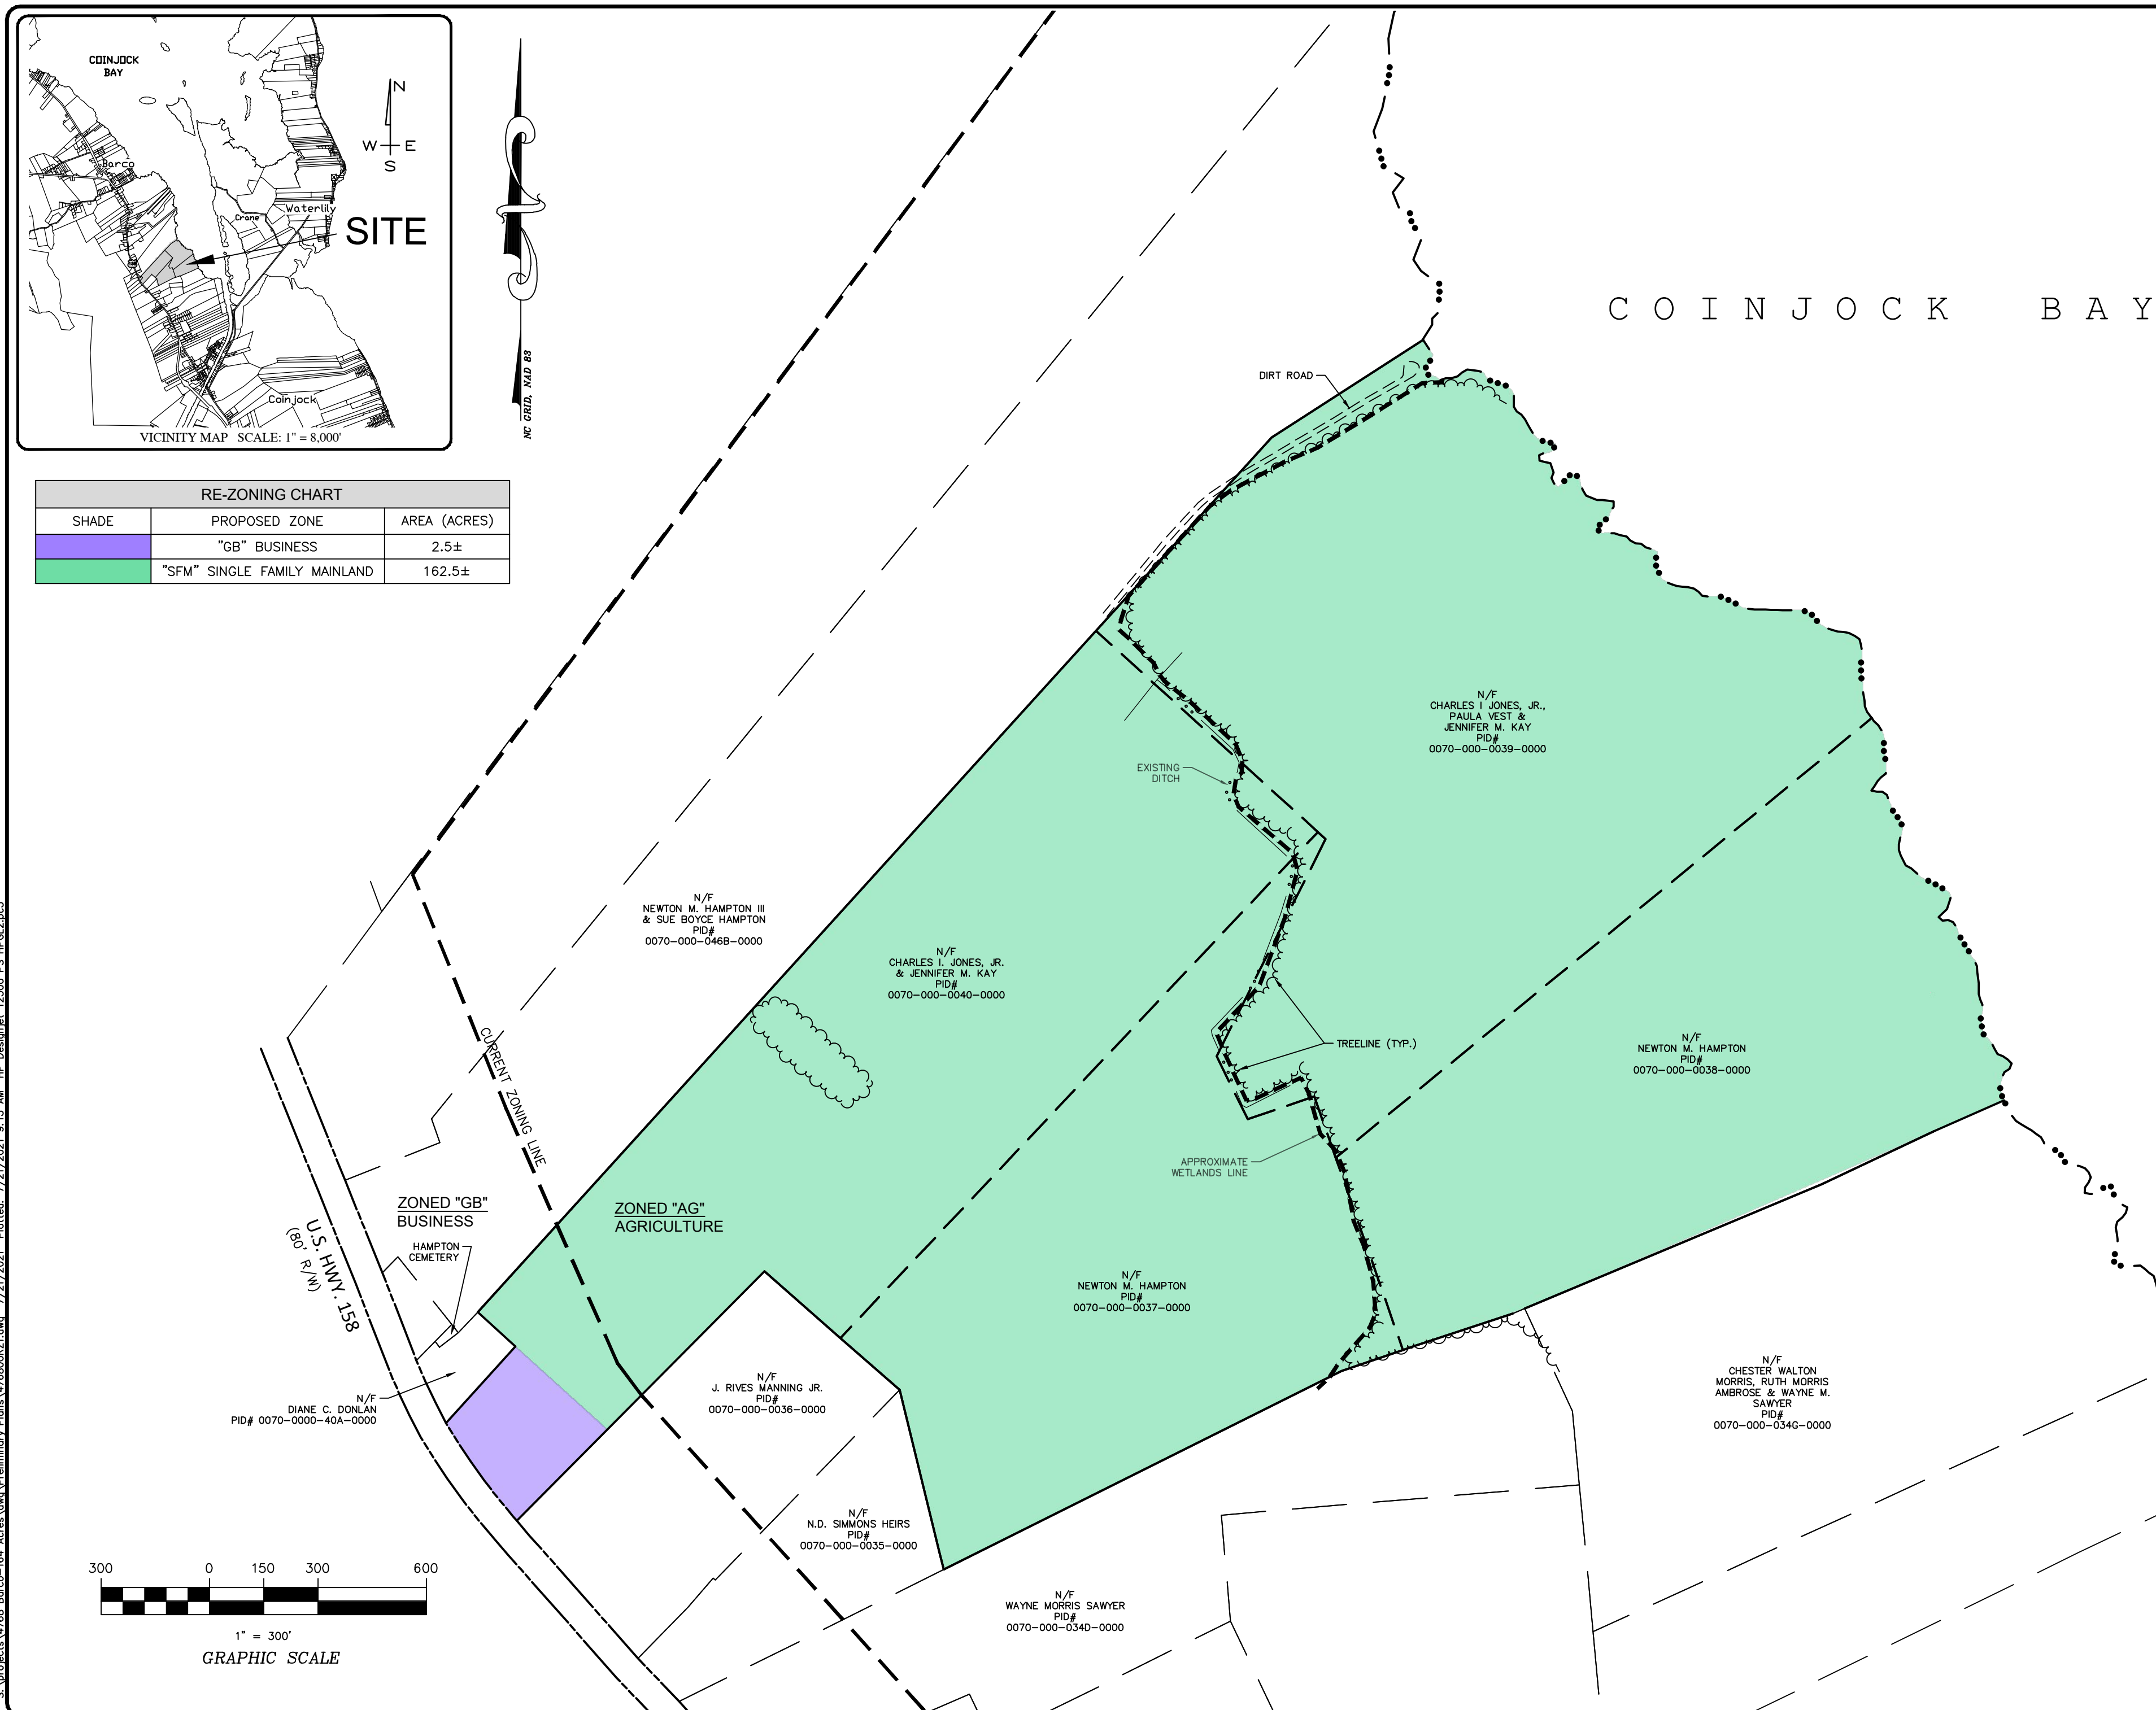 COINJOCK
BAY
N
W E
S
Barco
Waterlily
Crane
SITE
Coinjock
VICINITY MAP SCALE: 1" = 8,000'
NC GRID, NAD 83
COINJOCK BAY
DIRT ROAD
RE-ZONING CHART
SHADE PROPOSED ZONE AREA (ACRES)
"GB" BUSINESS 2.5±
"SFM" SINGLE FAMILY MAINLAND 162.5±
N/F
CHARLES I JONES, JR.,
PAULA VEST &
JENNIFER M. KAY
PID#
0070-000-0039-0000
EXISTING
DITCH
N/F
NEWTON M. HAMPTON III
& SUE BOYCE HAMPTON
PID#
0070-000-046B-0000
N/F
CHARLES I. JONES, JR.
& JENNIFER M. KAY
PID#
0070-000-0040-0000
TREELINE (TYP.)
N/F
NEWTON M. HAMPTON
PID#
0070-000-0038-0000
CURRENT ZONING LINE
APPROXIMATE
WETLANDS LINE
ZONED "GB"
BUSINESS
ZONED "AG"
AGRICULTURE
HAMPTON
CEMETERY
U.S. HWY. 158
(80' R/W)
N/F
NEWTON M. HAMPTON
PID#
0070-000-0037-0000
N/F
DIANE C. DONLAN
PID# 0070-0000-40A-0000
N/F
J. RIVES MANNING JR.
PID#
0070-000-0036-0000
N/F
CHESTER WALTON
MORRIS, RUTH MORRIS
AMBROSE & WAYNE M.
SAWYER
PID#
0070-000-034G-0000
N/F
N.D. SIMMONS HEIRS
PID#
0070-000-0035-0000
N/F
WAYNE MORRIS SAWYER
PID#
0070-000-034D-0000
300 0 150 300 600
1" = 300'
GRAPHIC SCALE